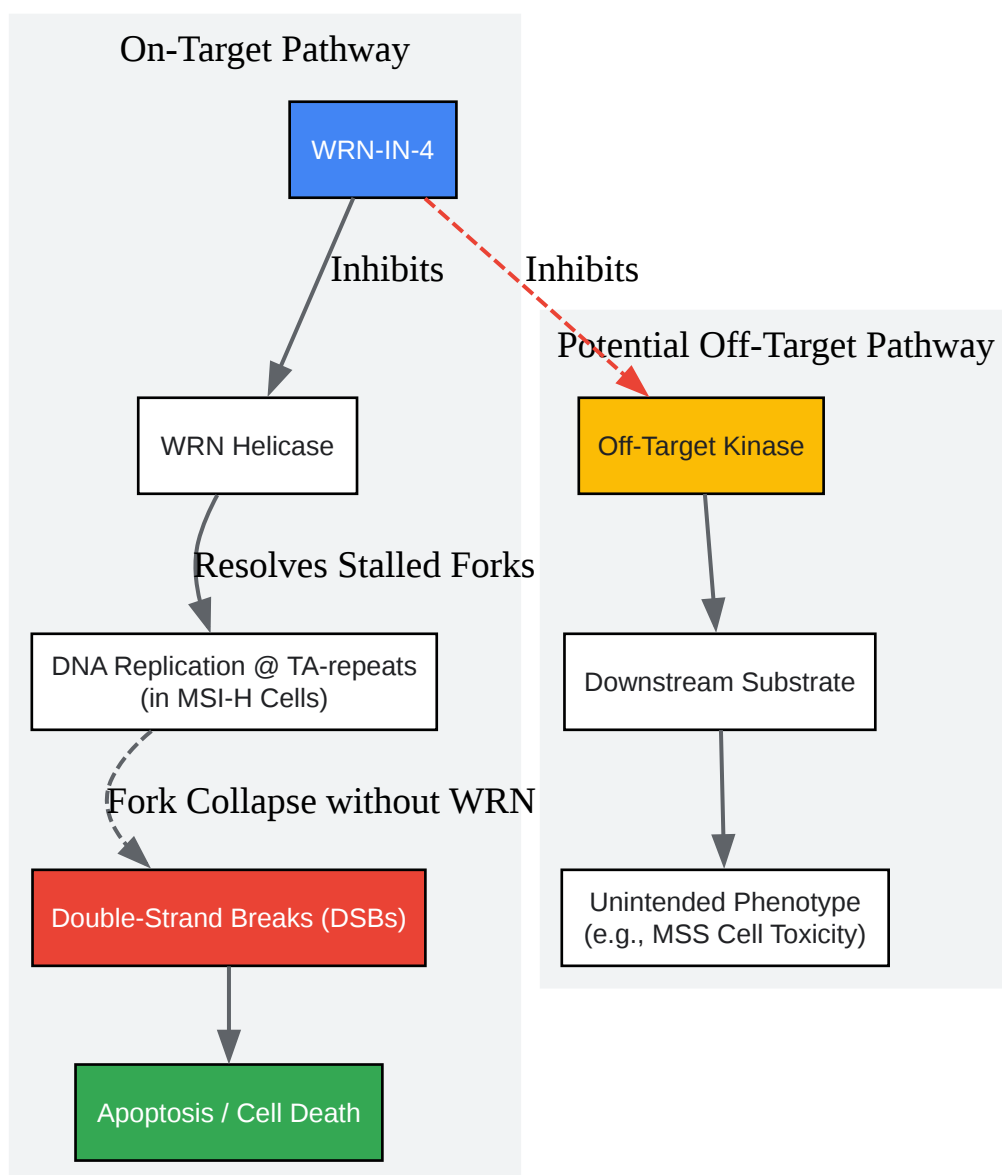 On-Target Pathway
WRN-IN-4
Inhibits
Inhibits
Potential Off-Target Pathway
WRN Helicase
Off-Target Kinase
Resolves Stalled Forks
DNA Replication @ TA-repeats
(in MSI-H Cells)
Downstream Substrate
Fork Collapse without WRN
Double-Strand Breaks (DSBs)
Unintended Phenotype
(e.g., MSS Cell Toxicity)
Apoptosis / Cell Death